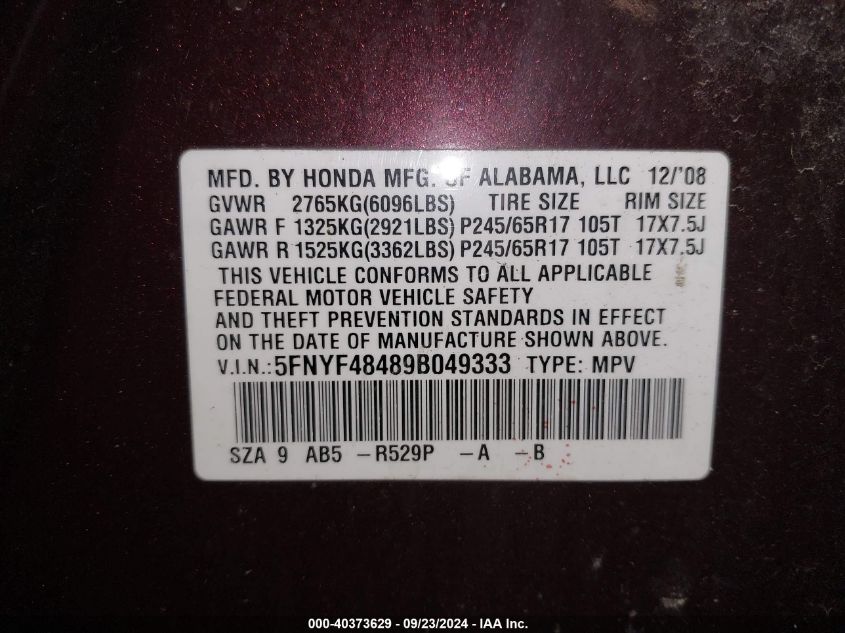 MFD. BY HONDA MFG. OF ALABAMA, LLC 12/'08
GVWR 2765KG(6096LBS) TIRE SIZE RIM SIZE
GAWR F 1325KG(2921LBS) P245/65R17 105T 17X7.5J
GAWR R 1525KG(3362LBS) P245/65R17 105T 17X7.5J
THIS VEHICLE CONFORMS TO ALL APPLICABLE
FEDERAL MOTOR VEHICLE SAFETY
AND THEFT PREVENTION STANDARDS IN EFFECT
ON THE DATE OF MANUFACTURE SHOWN ABOVE.
V.I.N.:5FNYF48489B049333 TYPE: MPV
SZA 9 AB5 -R529P -A -B
000-40373629 - 09/23/2024 - IAA Inc.